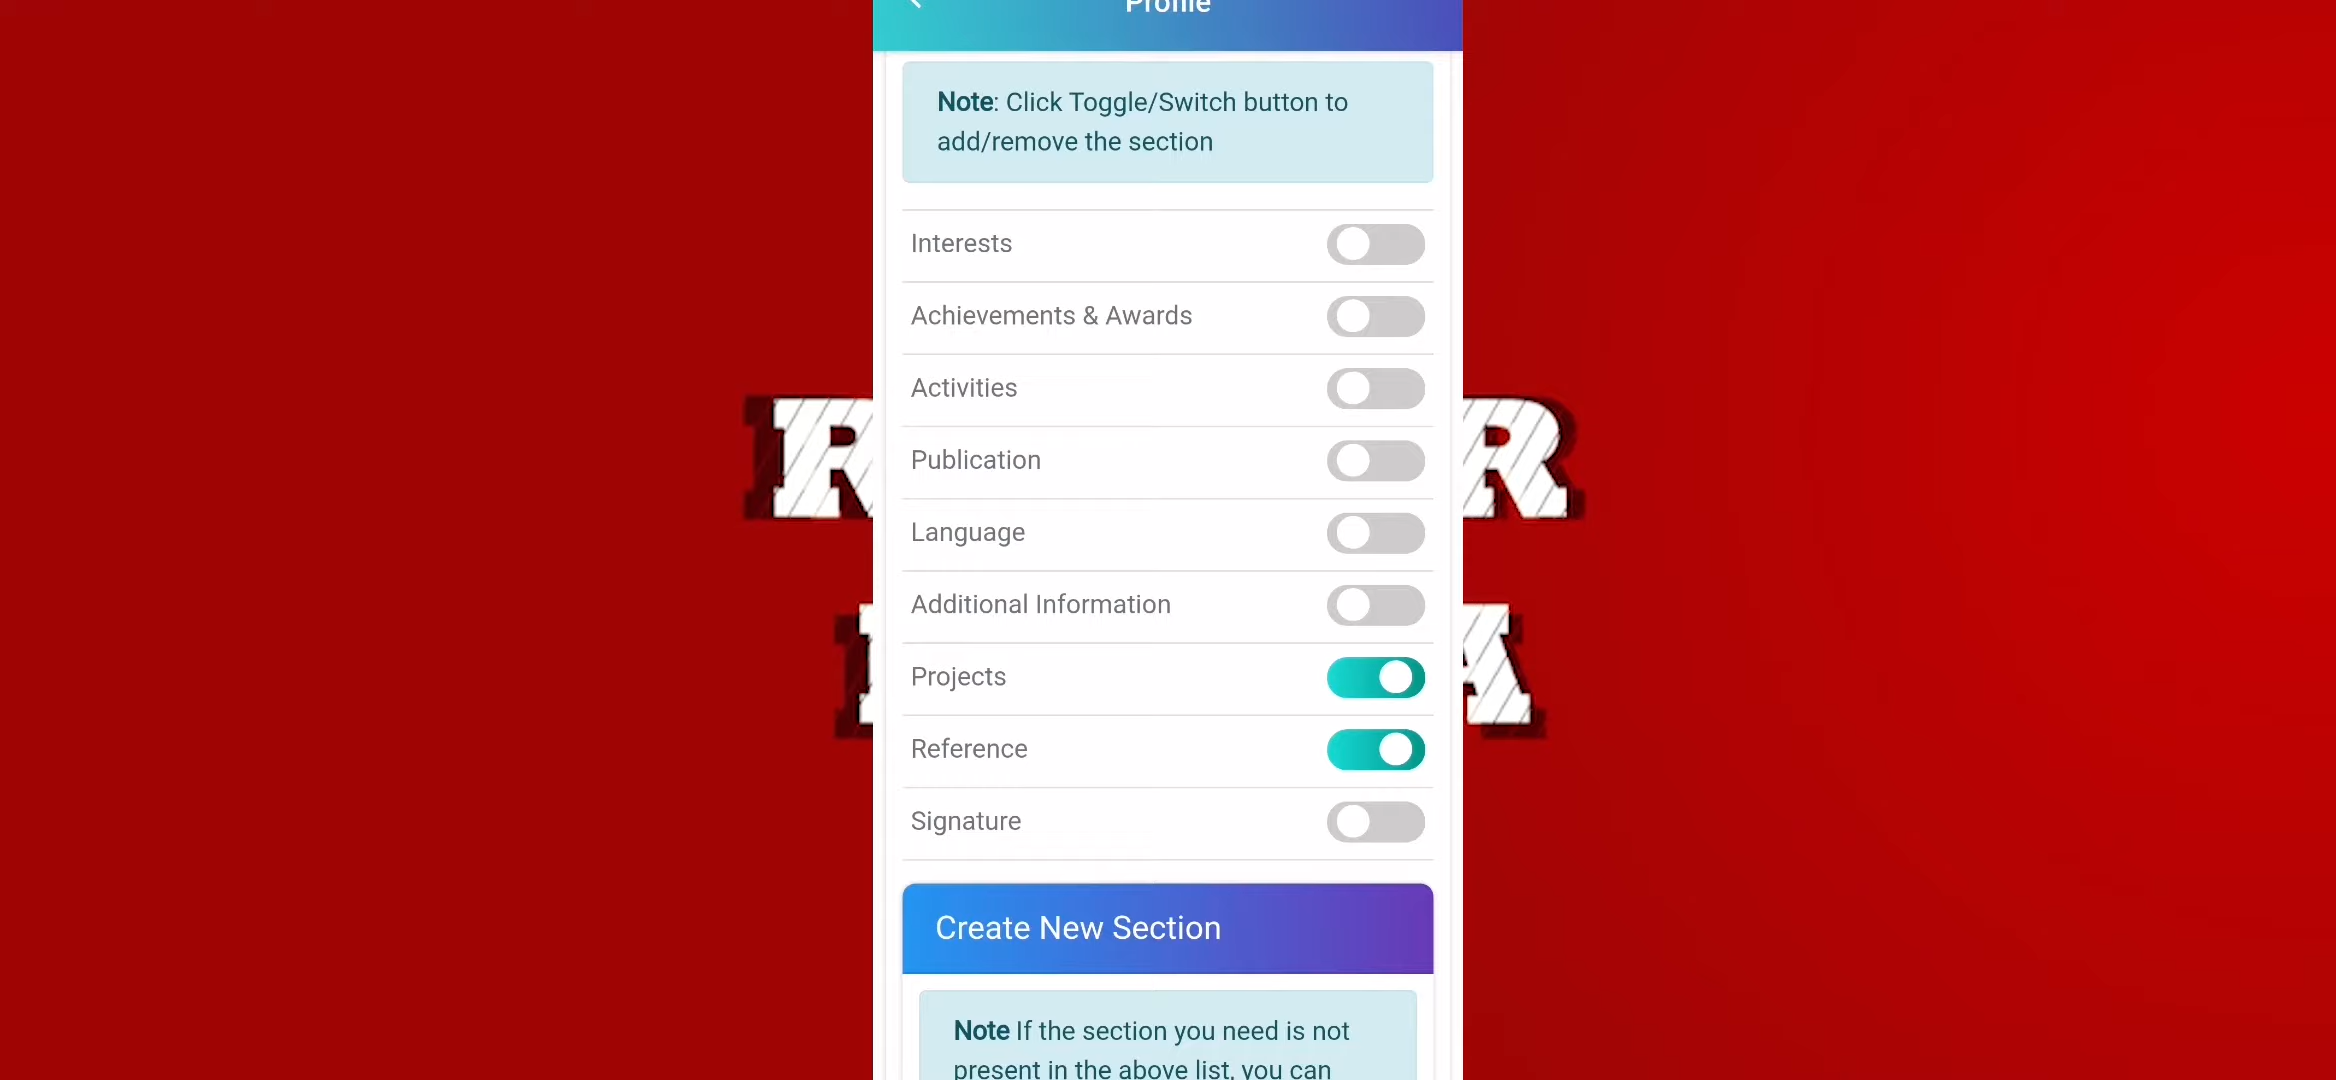 Profile
Note: Click Toggle/Switch button to
add/remove the section
Interests
Achievements & Awards
Activities
Publication
Language
Additional Information
Projects
Reference
Signature
Create New Section
Note If the section you need is not
present in the above list, you can